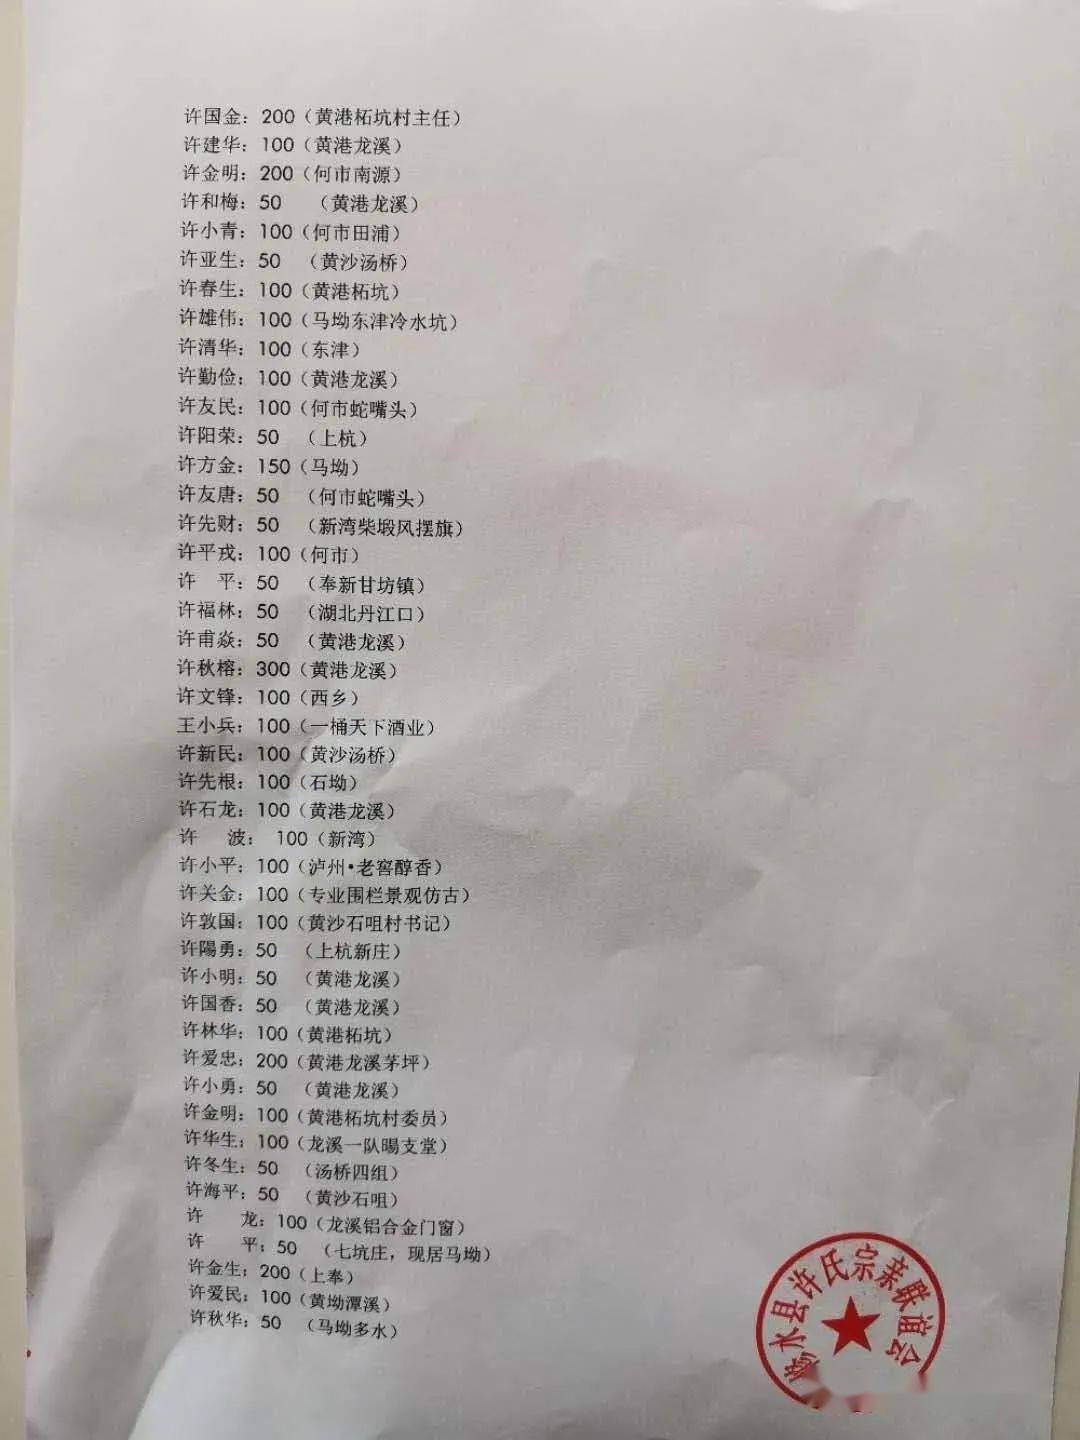 许国金：200（黄港柘坑村主任）
许建华：100（黄港龙溪）
许金明：200（何市南源）
许和梅：50　（黄港龙溪）
许小青：100（何市田浦）
许亚生：50　（黄沙汤桥）
许春生：100（黄港柘坑）
许雄伟：100（马坳东津冷水坑）
许清华：100（东津）
许勤俭：100（黄港龙溪）
许友民：100（何市蛇嘴头）
许阳荣：50　（上杭）
许方金：150（马坳）
许友唐：50　（何市蛇嘴头）
许先财：50　（新湾柴塅风摆旗）
许平戎：100（何市）
许　平：50　（奉新甘坊镇）
许福林：50　（湖北丹江口）
许甫焱：50　（黄港龙溪）
许秋榕：300（黄港龙溪）
许文锋：100（西乡）
王小兵：100（一桶天下酒业）
许新民：100（黄沙汤桥）
许先根：100（石坳）
许石龙：100（黄港龙溪）
许　波： 100（新湾）
许小平：100（泸州•老窖醇香）
许关金：100（专业围栏景观仿古）
许敦国：100（黄沙石咀村书记）
许陽勇：50　（上杭新庄）
许小明：50　（黄港龙溪）
许国香：50　（黄港龙溪）
许林华：100（黄港柘坑）
许爱忠：200（黄港龙溪茅坪）
许小勇：50　（黄港龙溪）
许金明：100（黄港柘坑村委员）
许华生：100（龙溪一队暘支堂）
许冬生：50　（汤桥四组）
许海平：50　（黄沙石咀）
许　龙：100（龙溪铝合金门窗）
许　平：50　（七坑庄，现居马坳）
许金生：200（上奉）
许爱民：100（黄坳潭溪）
许秋华：50　（马坳多水）
水县许氏宗亲联谊会